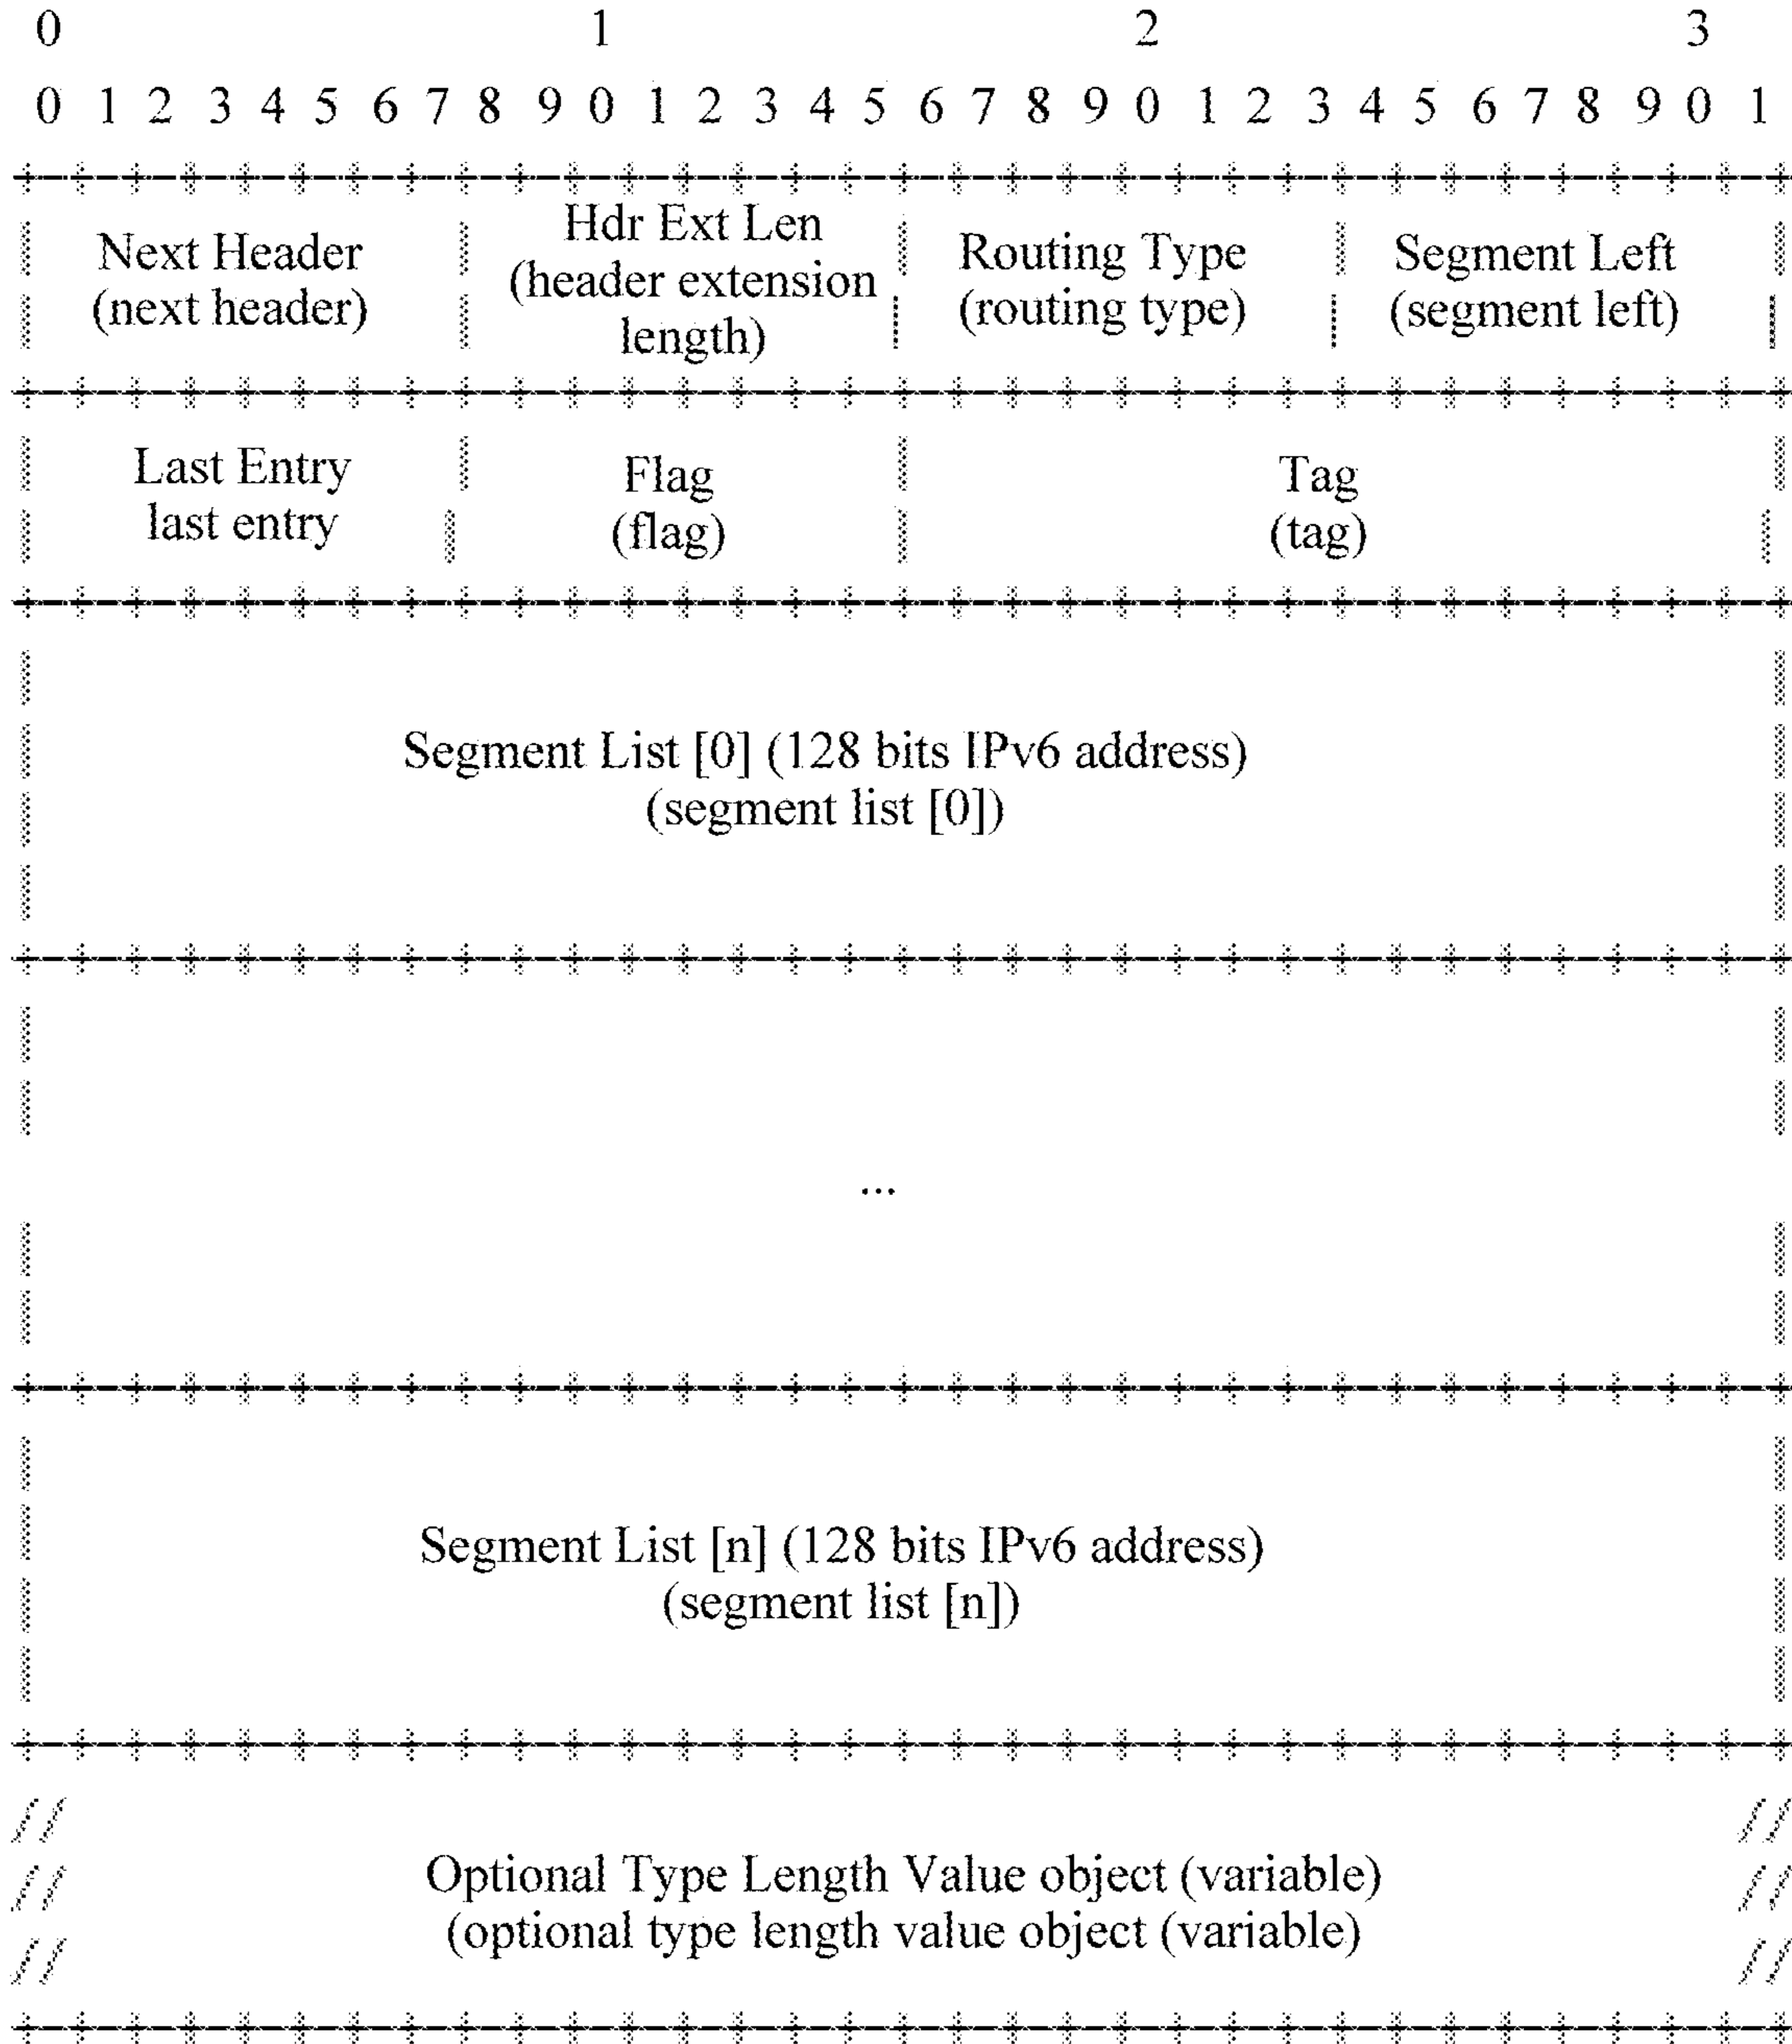 0 1 2 3
0 1 2 3 4 5 6 7 8 9 0 1 2 3 4 5 6 7 8 9 0 1 2 3 4 5 6 7 8 9 0 1
Next Header
(next header)
Hdr Ext Len
(header extension
length)
Routing Type
(routing type)
Segment Left
(segment left)
Last Entry
last entry
Flag
(flag)
Tag
(tag)
Segment List [0] (128 bits IPv6 address)
(segment list [0])
...
Segment List [n] (128 bits IPv6 address)
(segment list [n])
// //
// Optional Type Length Value object (variable) //
(optional type length value object (variable)
// //